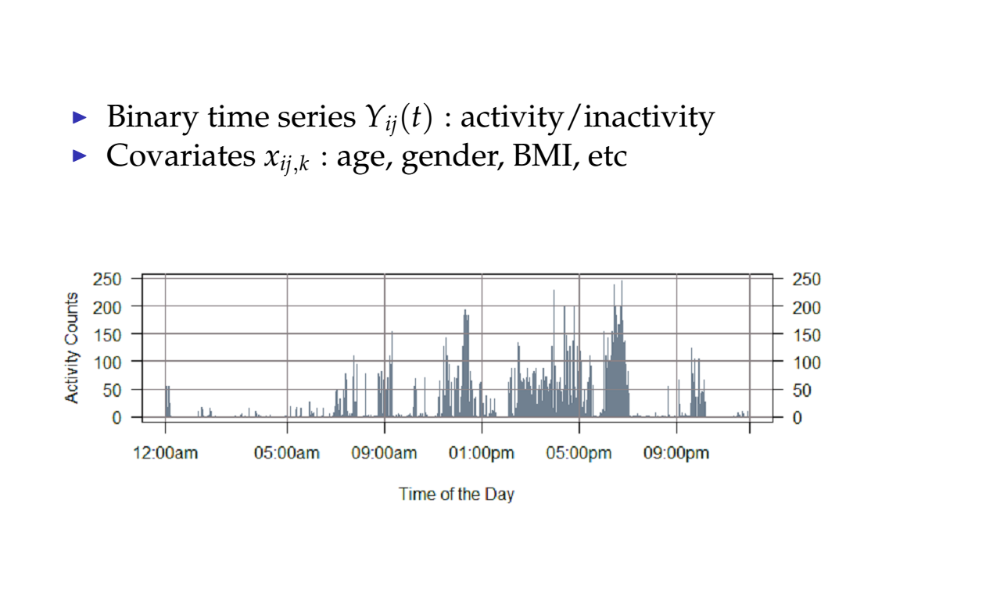 ▶ Binary time series Y_{ij}(t) : activity/inactivity
▶ Covariates x_{ij,k} : age, gender, BMI, etc
Activity Counts
250
200
150
100
50
0
250
200
150
100
50
0
12:00am 05:00am 09:00am 01:00pm 05:00pm 09:00pm
Time of the Day